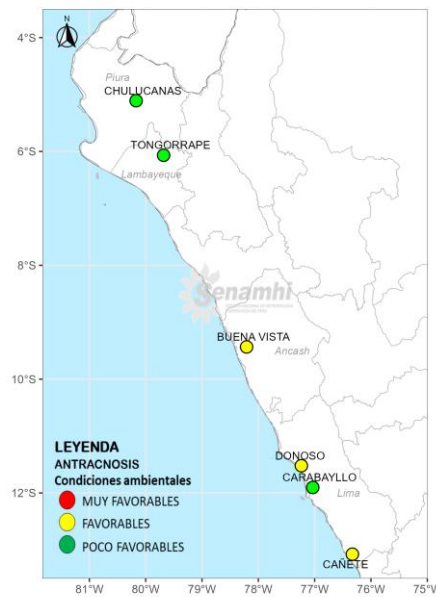 N
4°S
Piura
CHULUCANAS
6°S
TONGORRAPE
Lambayeque
8°S
Senamhi
BUENA VISTA
Ancash
10°S
DONOSO
CARABAYLLO
Lima
12°S
CAÑETE
LEYENDA
ANTRACNOSIS
Condiciones ambientales
MUY FAVORABLES
FAVORABLES
POCO FAVORABLES
81°W 80°W 79°W 78°W 77°W 76°W 75°W